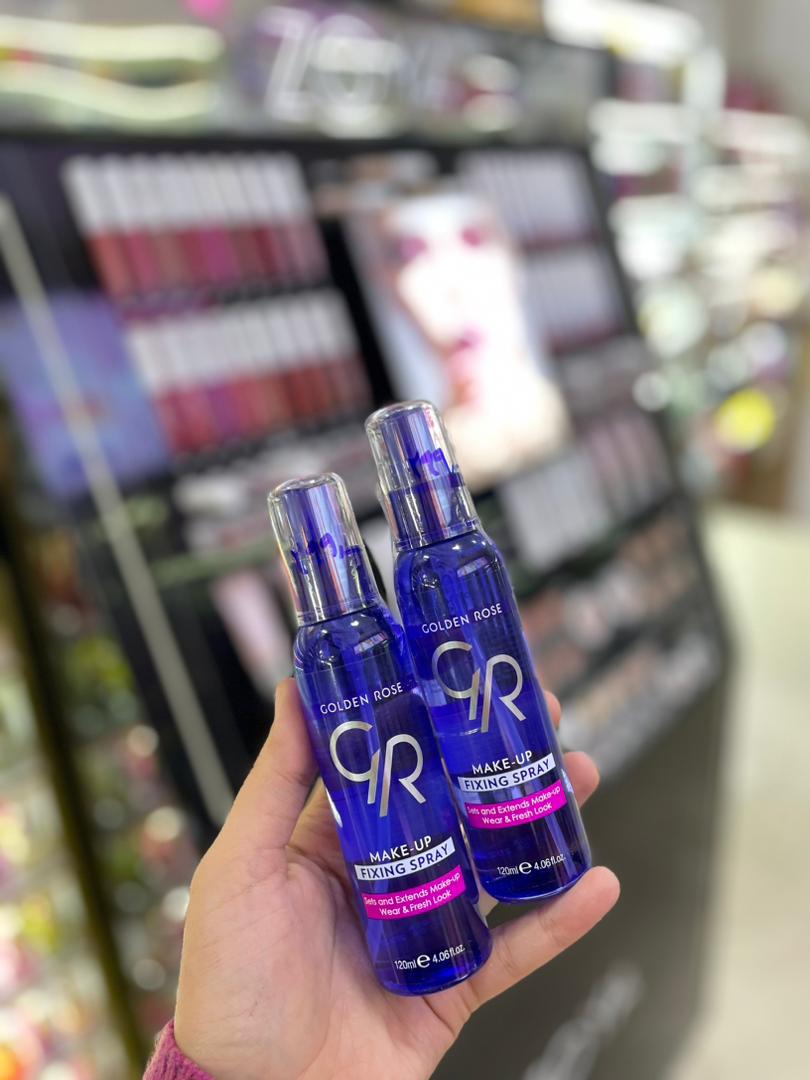 GOLDEN ROSE
GR
MAKE-UP
FIXING SPRAY
Sets and Extends Make-up
Wear & Fresh Look
120ml e 4.06 fl.oz.
GOLDEN ROSE
GR
MAKE-UP
FIXING SPRAY
Sets and Extends Make-up
Wear & Fresh Look
120ml e 4.06 fl.oz.